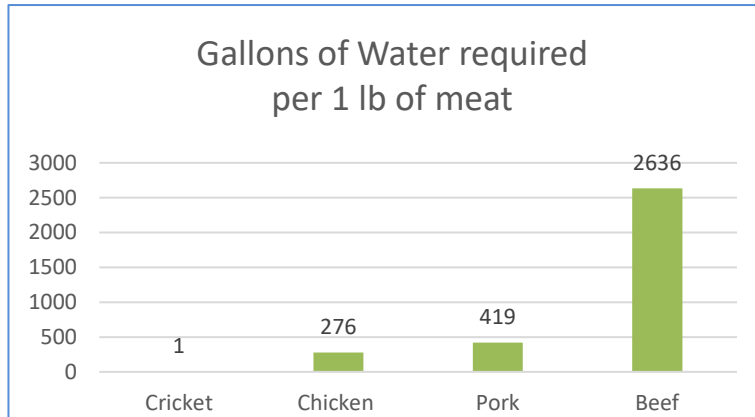 Gallons of Water required
per 1 lb of meat
3000
2500
2000
1500
1000
500
0
1
276
419
2636
Cricket
Chicken
Pork
Beef